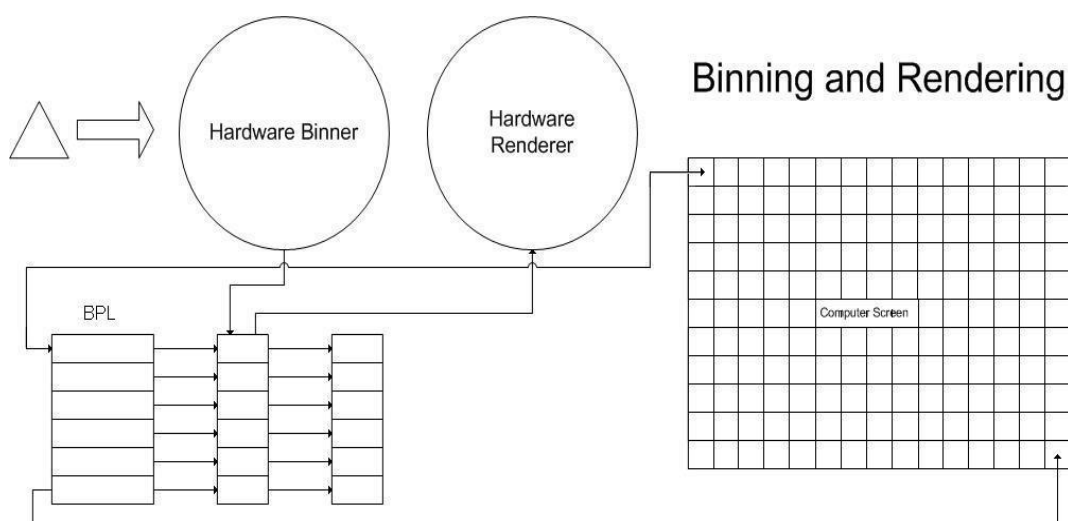 Binning and Rendering
Hardware Binner
Hardware
Renderer
BPL
Computer Screen